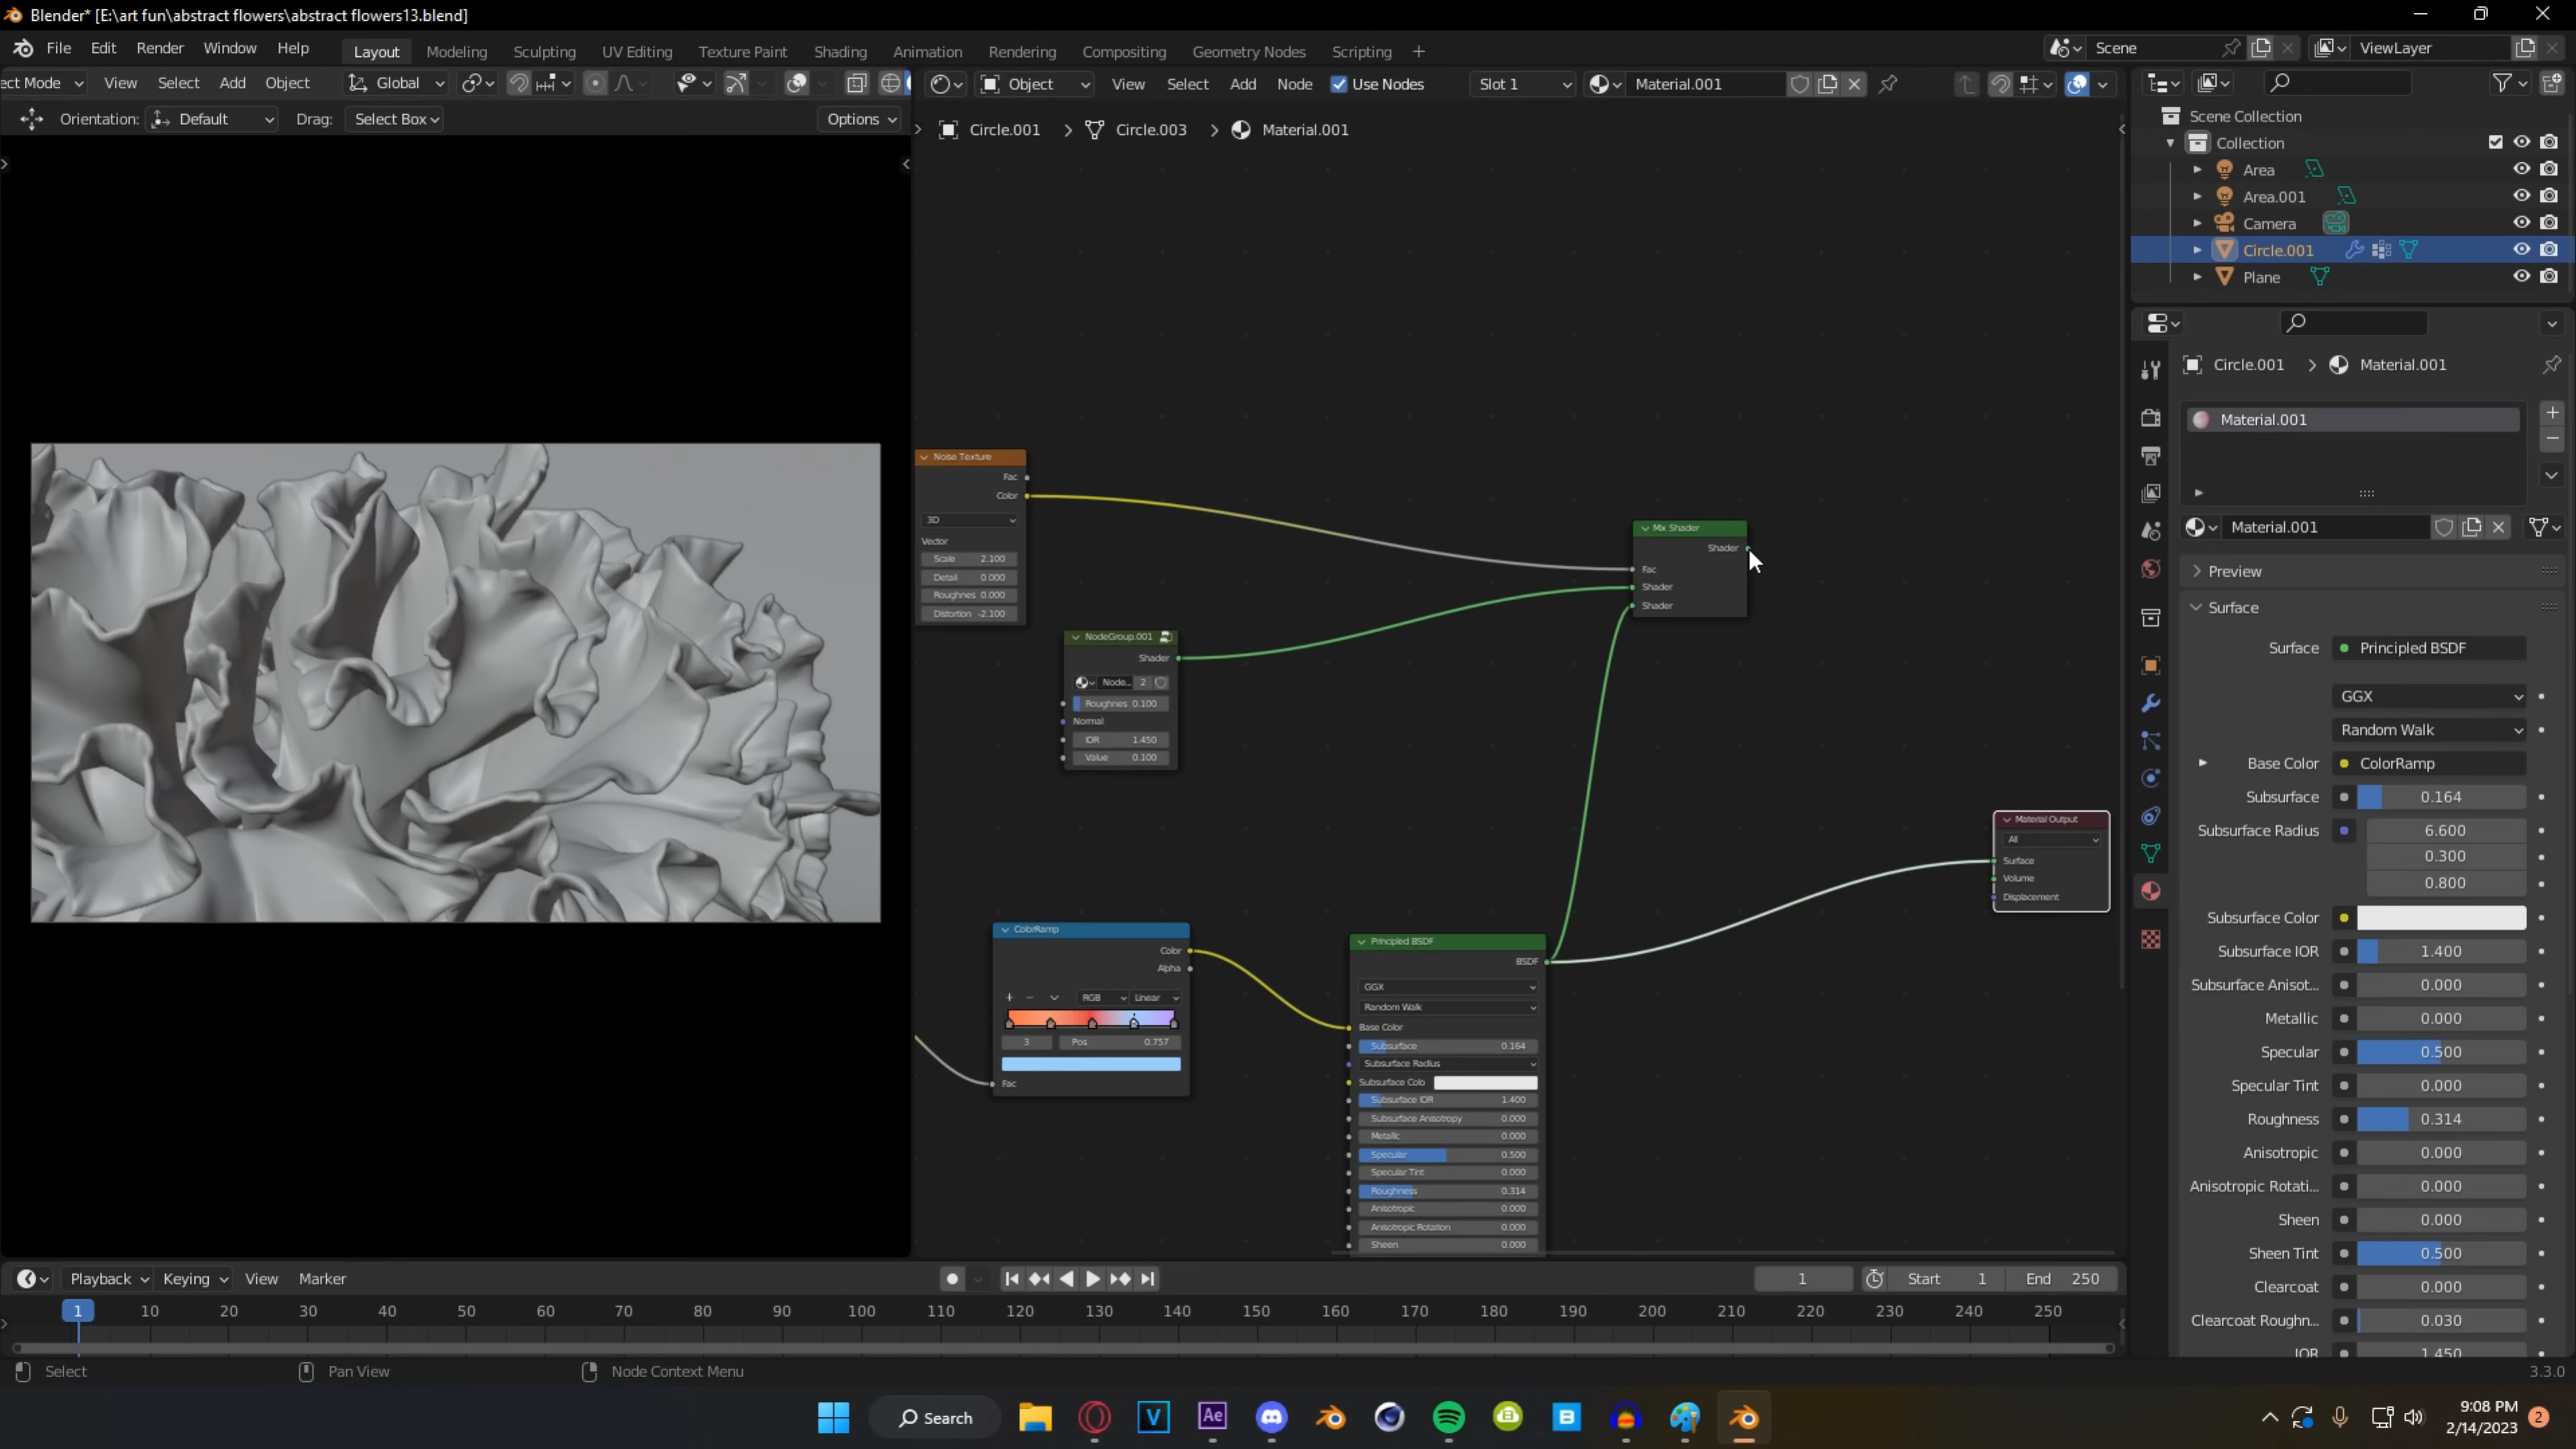 Blender* [E:\art fun\abstract flowers\abstract flowers13.blend]
File Edit Render Window Help Layout Modeling Sculpting UV Editing Texture Paint Shading Animation Rendering Compositing Geometry Nodes Scripting + Scene ViewLayer
ect Mode View Select Add Object Global Object View Select Add Node Use Nodes Slot 1 Material.001
Orientation: Default Drag: Select Box Options
Circle.001 > Circle.003 > Material.001
Scene Collection
Collection
Area
Area.001
Camera
Circle.001
Plane
Circle.001 > Material.001
Material.001
Material.001
Preview
Surface
Surface Principled BSDF
GGX
Random Walk
Base Color ColorRamp
Subsurface 0.164
Subsurface Radius 6.600
0.300
0.800
Subsurface Color
Subsurface IOR 1.400
Subsurface Anisot... 0.000
Metallic 0.000
Specular 0.500
Specular Tint 0.000
Roughness 0.314
Anisotropic 0.000
Anisotropic Rotati... 0.000
Sheen 0.000
Sheen Tint 0.500
Clearcoat 0.000
Clearcoat Roughn... 0.030
IOR 1.450
Noise Texture
Fac
Color
3D
Vector
Scale 2.100
Detail 0.000
Roughnes 0.000
Distortion -2.100
Mix Shader
Shader
Fac
Shader
Shader
NodeGroup.001
Shader
Node... 2
Roughnes 0.100
Normal
IOR 1.450
Value 0.100
Material Output
All
Surface
Volume
Displacement
ColorRamp
Color
Alpha
+ - RGB Linear
3 Pos 0.757
Fac
Principled BSDF
BSDF
GGX
Random Walk
Base Color
Subsurface 0.164
Subsurface Radius
Subsurface Colo
Subsurface IOR 1.400
Subsurface Anisotropy 0.000
Metallic 0.000
Specular 0.500
Specular Tint 0.000
Roughness 0.314
Anisotropic 0.000
Anisotropic Rotation 0.000
Sheen 0.000
Playback Keying View Marker 1 Start 1 End 250
1 10 20 30 40 50 60 70 80 90 100 110 120 130 140 150 160 170 180 190 200 210 220 230 240 250
Select Pan View Node Context Menu 3.3.0
Search V Ae B 9:08 PM
2/14/2023 2